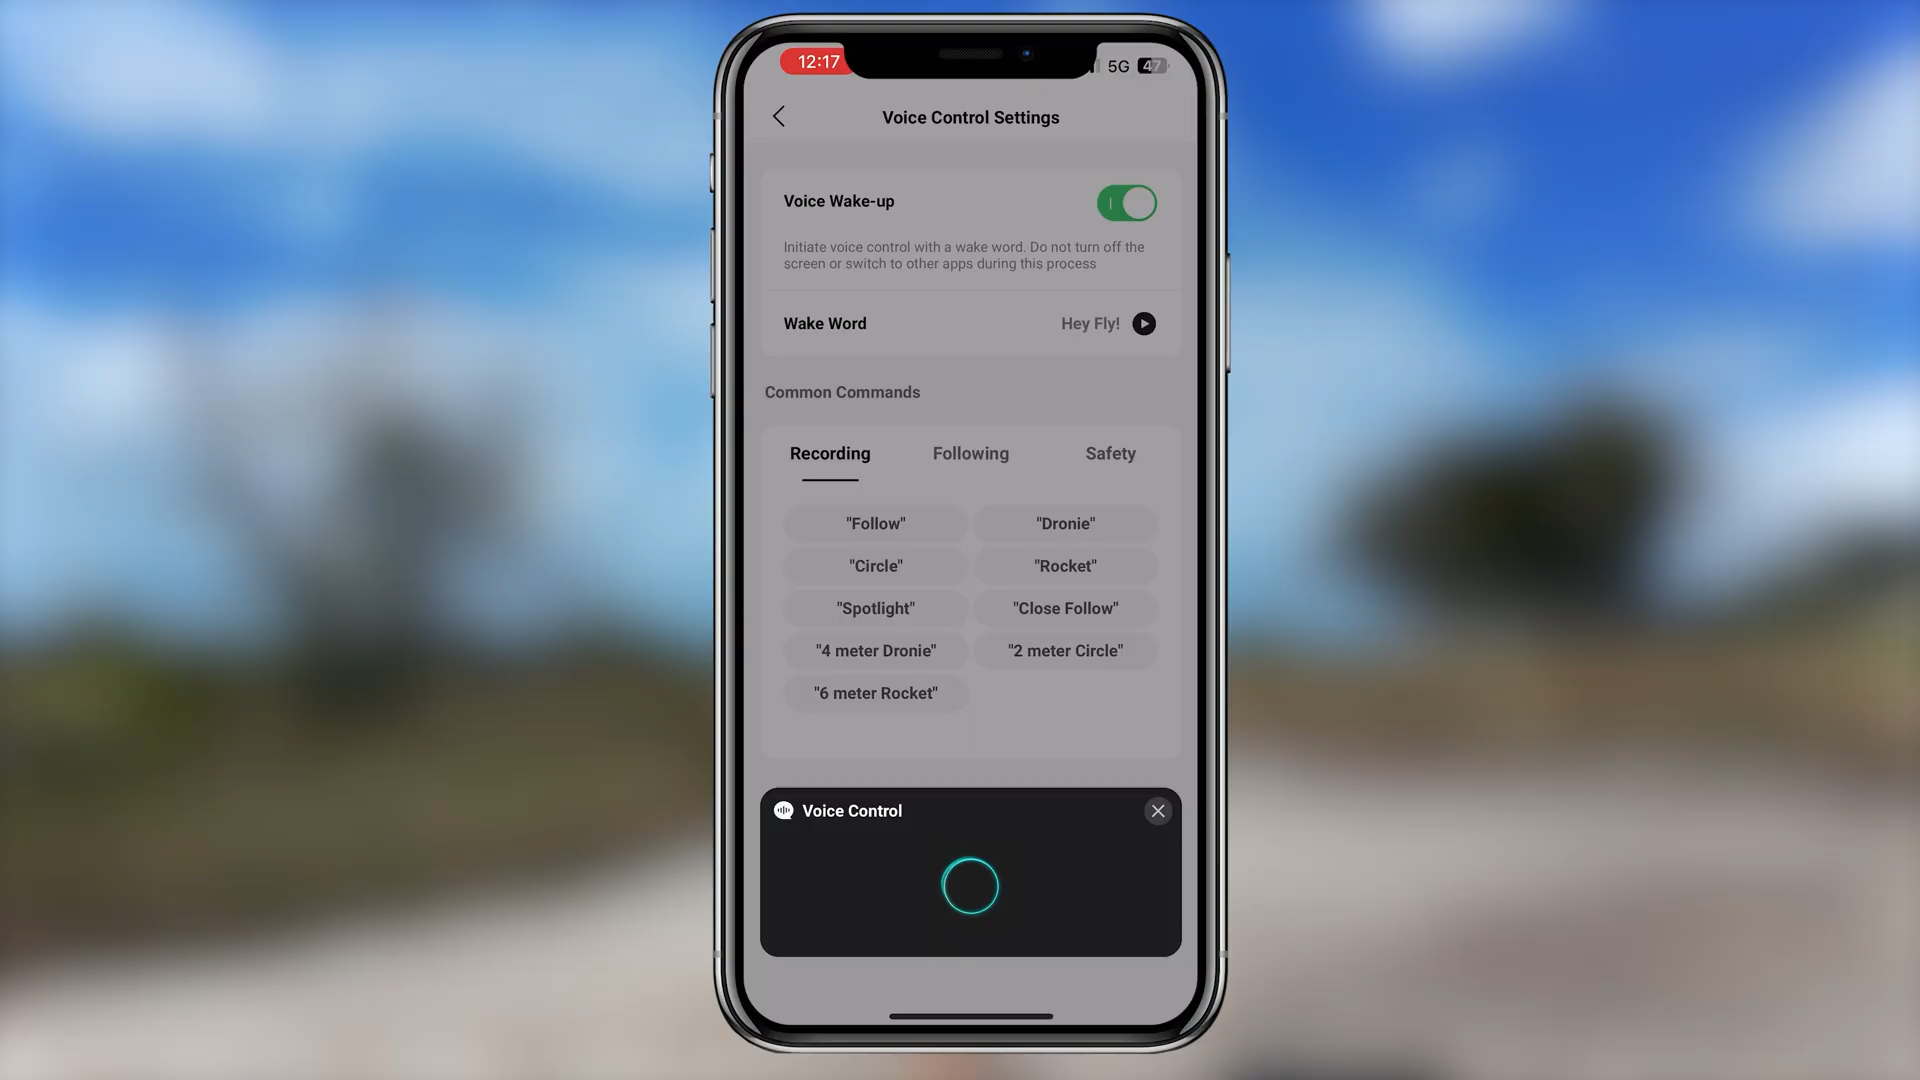 12:17
5G 47
Voice Control Settings
Voice Wake-up
Initiate voice control with a wake word. Do not turn off the
screen or switch to other apps during this process
Wake Word Hey Fly!
Common Commands
Recording Following Safety
"Follow" "Dronie"
"Circle" "Rocket"
"Spotlight" "Close Follow"
"4 meter Dronie" "2 meter Circle"
"6 meter Rocket"
Voice Control